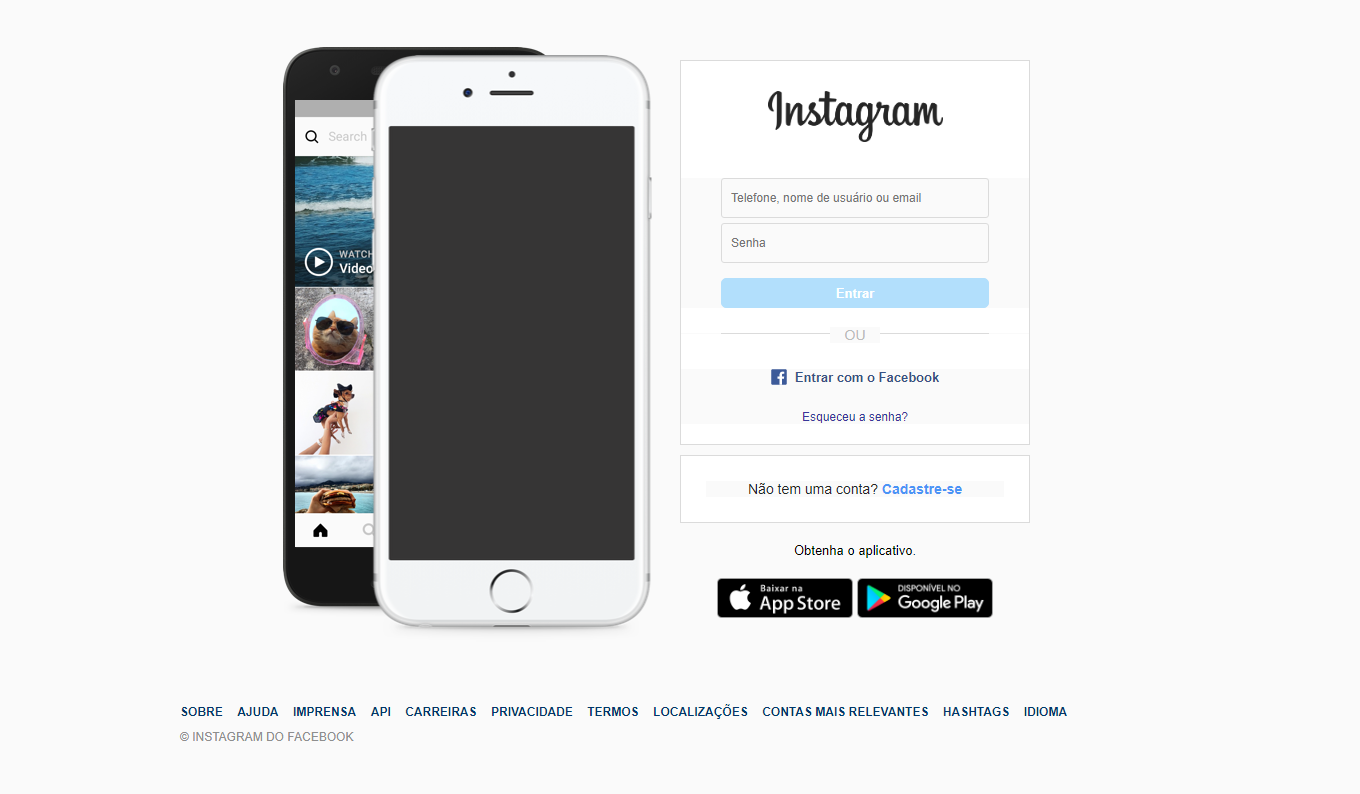 Search
WATCH
Video
Instagram
Telefone, nome de usuário ou email
Senha
Entrar
OU
Entrar com o Facebook
Esqueceu a senha?
Não tem uma conta? Cadastre-se
Obtenha o aplicativo.
Baixar na
App Store
DISPONÍVEL NO
Google Play
SOBRE AJUDA IMPRENSA API CARREIRAS PRIVACIDADE TERMOS LOCALIZAÇÕES CONTAS MAIS RELEVANTES HASHTAGS IDIOMA
© INSTAGRAM DO FACEBOOK